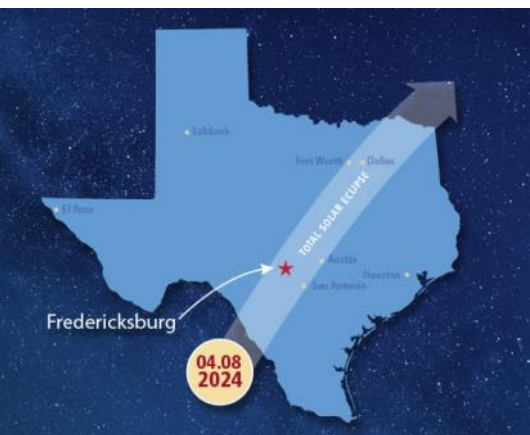 Lubbock
Fort Worth
Dallas
El Paso
TOTAL SOLAR ECLIPSE
Austin
Houston
San Antonio
Fredericksburg
04.08
2024